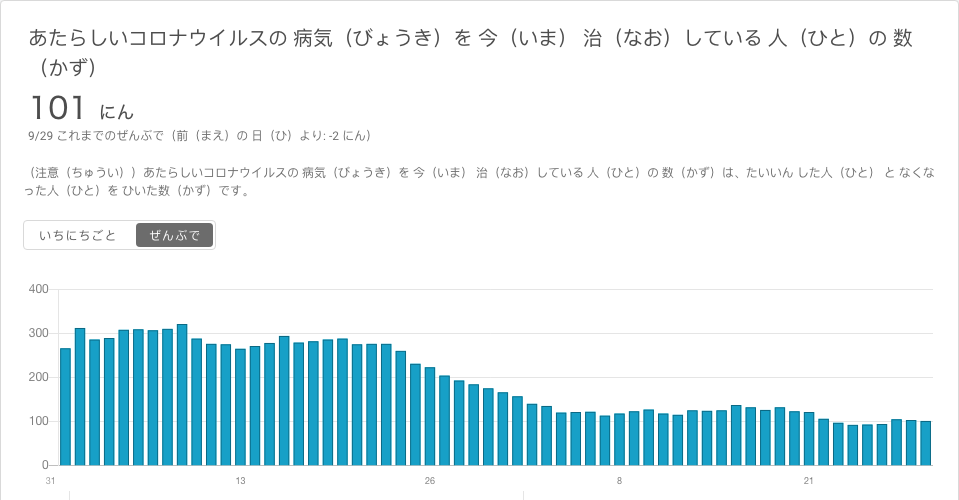 あたらしいコロナウイルスの 病気（びょうき）を 今（いま） 治（なお）している 人（ひと）の 数
（かず）
101 にん
9/29 これまでのぜんぶで（前（まえ）の 日（ひ）より: -2 にん）
（注意（ちゅうい））あたらしいコロナウイルスの 病気（びょうき）を 今（いま） 治（なお）している 人（ひと）の 数（かず）は、たいいん した人（ひと） と なくな
った人（ひと）を ひいた数（かず）です。
いちにちごと ぜんぶで
400
300
200
100
0
31 13 26 8 21